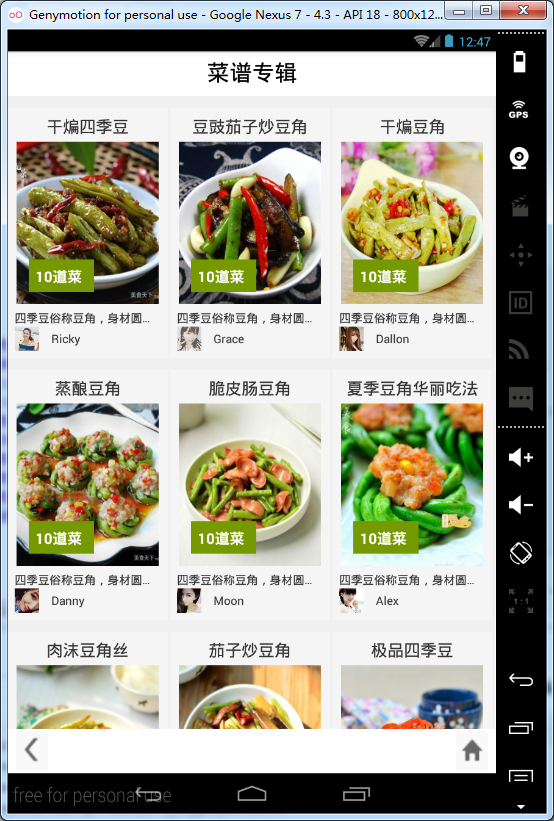 Genymotion for personal use - Google Nexus 7 - 4.3 - API 18 - 800x12...
12:47
菜谱专辑
干煸四季豆
豆豉茄子炒豆角
干煸豆角
10道菜
10道菜
10道菜
美食天下
四季豆俗称豆角，身材圆...
四季豆俗称豆角，身材圆...
四季豆俗称豆角，身材圆...
Ricky
Grace
Dallon
蒸酿豆角
脆皮肠豆角
夏季豆角华丽吃法
10道菜
10道菜
10道菜
四季豆俗称豆角，身材圆...
四季豆俗称豆角，身材圆...
四季豆俗称豆角，身材圆...
Danny
Moon
Alex
肉沫豆角丝
茄子炒豆角
极品四季豆
free for personal use
GPS
ID
1:1